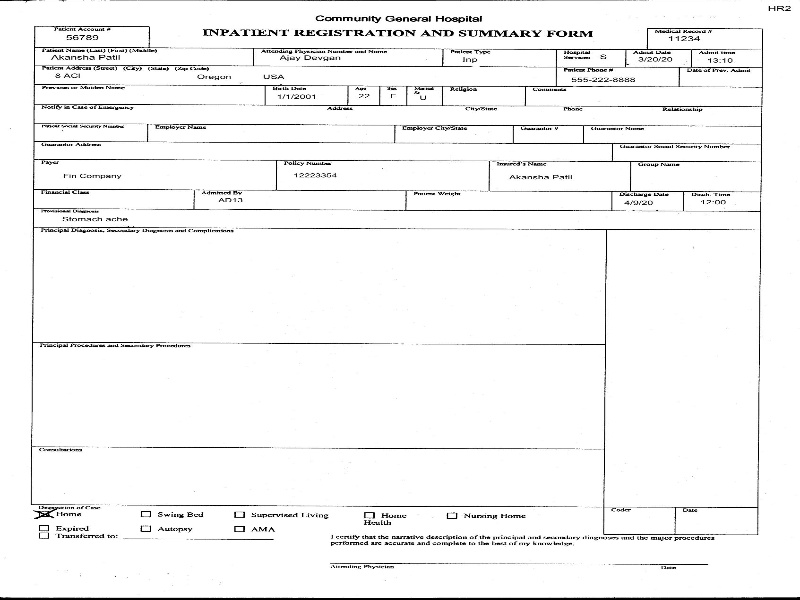 HR2
Community General Hospital
Patient Account #
56789
INPATIENT REGISTRATION AND SUMMARY FORM
Medical Record #
11234
Patient Name (Last) (First) (Middle)
Akansha Patil
Attending Physician Number and Name
Ajay Devgan
Patient Type
Inp
Hospital Service S
Admit Date
3/20/20
Admit time
13:10
Patient Address (Street) (City) (State) (Zip Code)
Oregon USA
Patient Phone #
555-222-8888
Date of Prev. Admit
Previous or Maiden Name
Birth Date
1/1/2001
Age
22
Sex
F
Marital
U
Religion
Comments
Notify in Case of Emergency Address City/State Phone Relationship
Patient Social Security Number
Employer Name
Employer City/State
Guarantor #
Guarantor Name
Guarantor Address
Guarantor Social Security Number
Payer
Fin Company
Policy Number
12223354
Insured's Name
Akansha Patil
Group Name
Financial Class
Admitted By
AD13
Patient Weight
Discharge Date
4/9/20
Disch. Time
12:00
Provisional Diagnosis
Stomach ache
Principal Diagnosis, Secondary Diagnosis and Complications
Principal Procedures and Secondary Procedures
Consultations
Disposition of Case
Home Swing Bed Supervised Living Home Health Nursing Home
Expired Autopsy AMA
Transferred to:
Coder
Date
I certify that the narrative description of the principal and secondary diagnoses and the major procedures
performed are accurate and complete to the best of my knowledge.
Attending Physician
Date